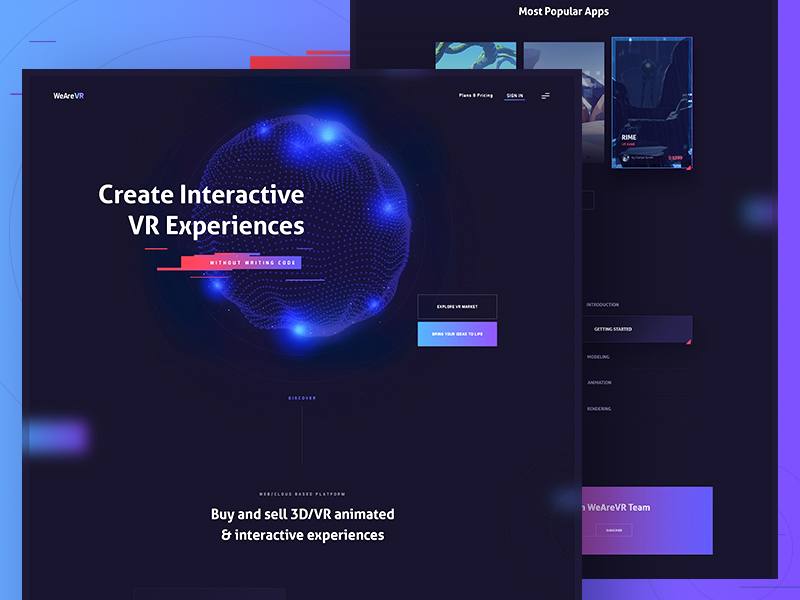 Most Popular Apps
WeAreVR
Plans & Pricing
SIGN IN
Create Interactive
VR Experiences
WITHOUT WRITING CODE
RIME
EXPLORE VR MARKET
BRING YOUR IDEAS TO LIFE
DISCOVER
WEB/CLOUD BASED PLATFORM
Buy and sell 3D/VR animated
& interactive experiences
INTRODUCTION
GETTING STARTED
MODELING
ANIMATION
RENDERING
WeAreVR Team
SUBSCRIBE